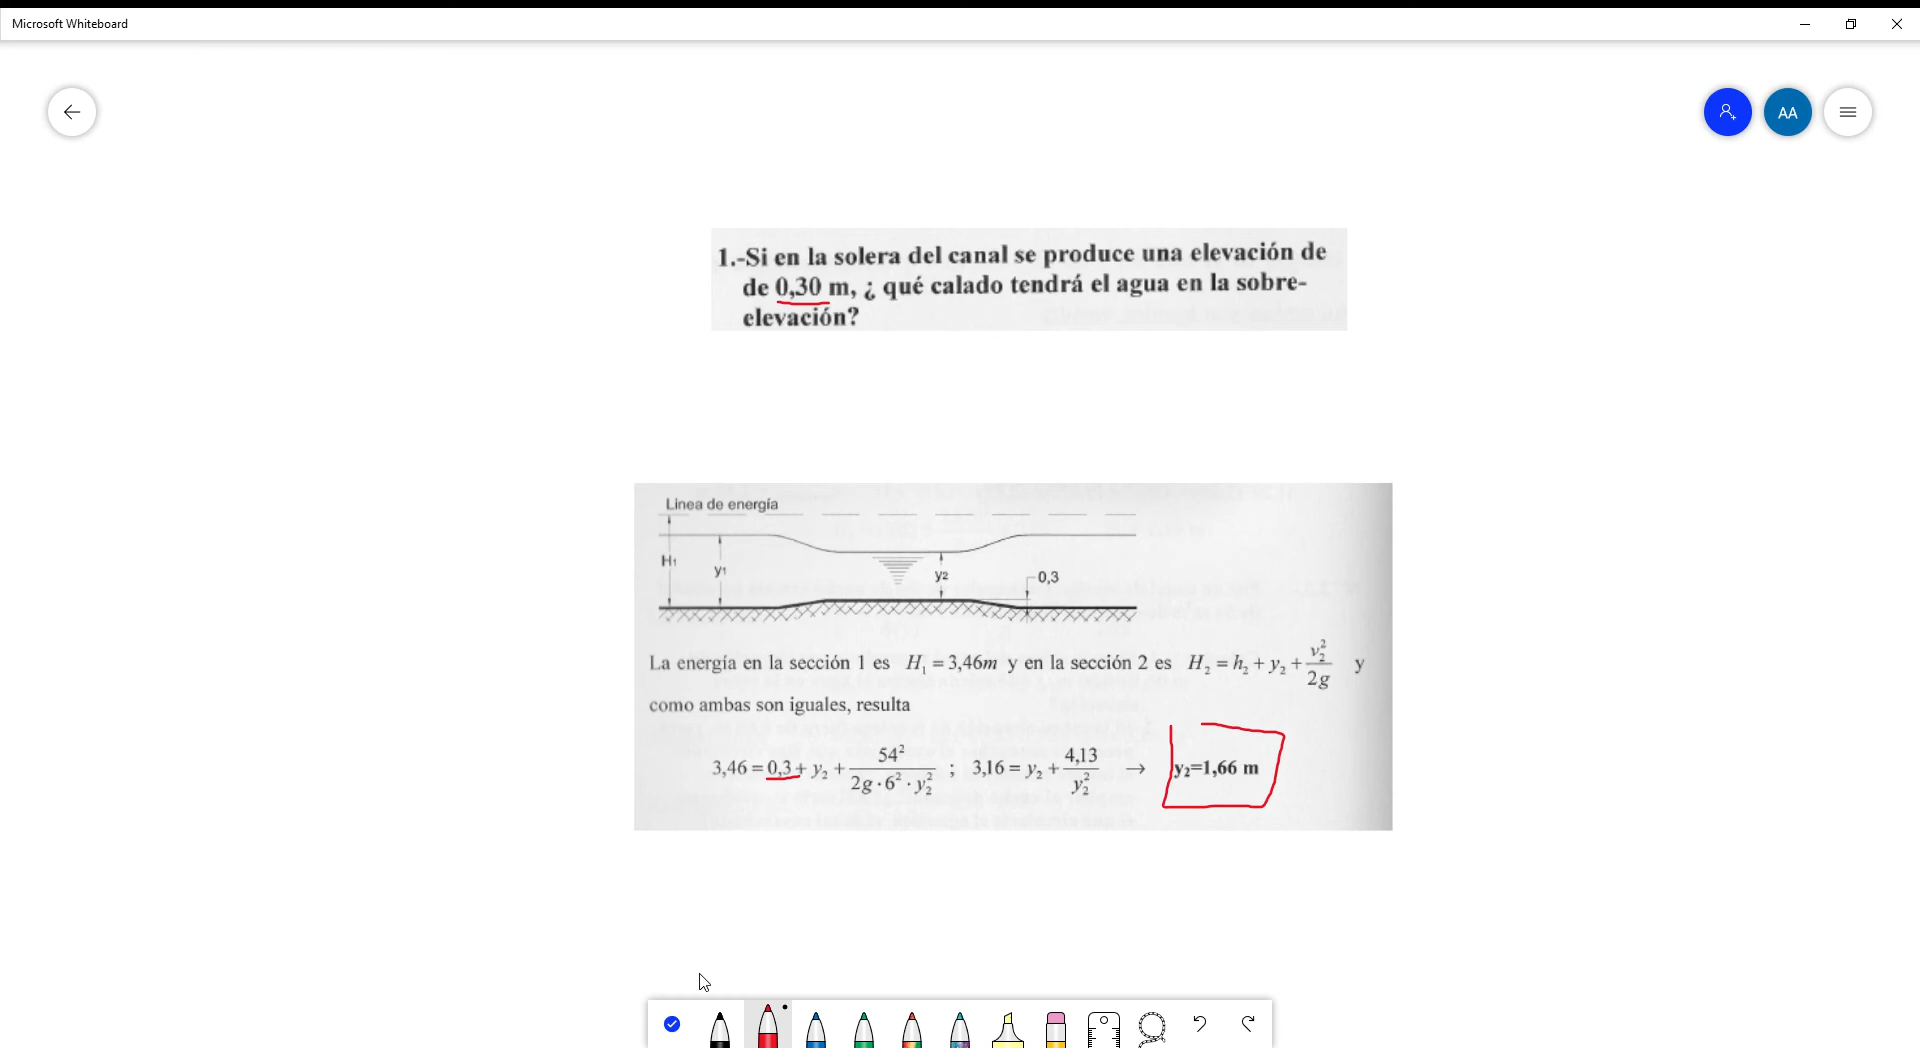 Microsoft Whiteboard
AA
1.-Si en la solera del canal se produce una elevación de
de 0,30 m, ¿ qué calado tendrá el agua en la sobre-
elevación?
Linea de energía
H₁
y₁
y₂
0,3
La energía en la sección 1 es H₁ = 3,46m y en la sección 2 es H₂ = h₂ + y₂ + v₂²/2g y
como ambas son iguales, resulta
3,46 = 0,3 + y₂ + 54²/(2g · 6² · y₂²) ; 3,16 = y₂ + 4,13/y₂² → y₂=1,66 m